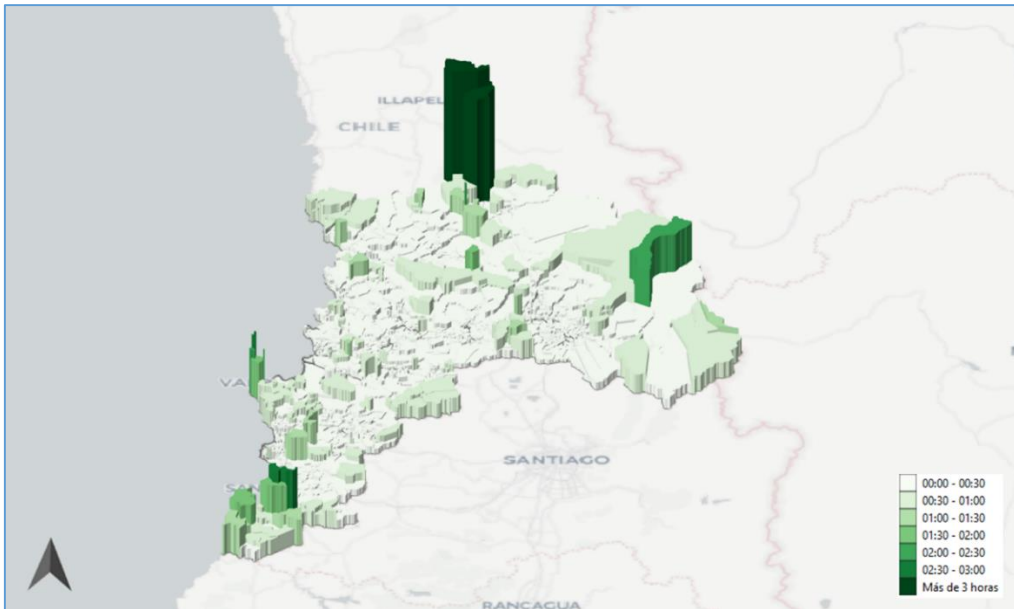 ILLAPEL
CHILE
VA
SA
SANTIAGO
RANCAGUA
00:00 - 00:30
00:30 - 01:00
01:00 - 01:30
01:30 - 02:00
02:00 - 02:30
02:30 - 03:00
Más de 3 horas